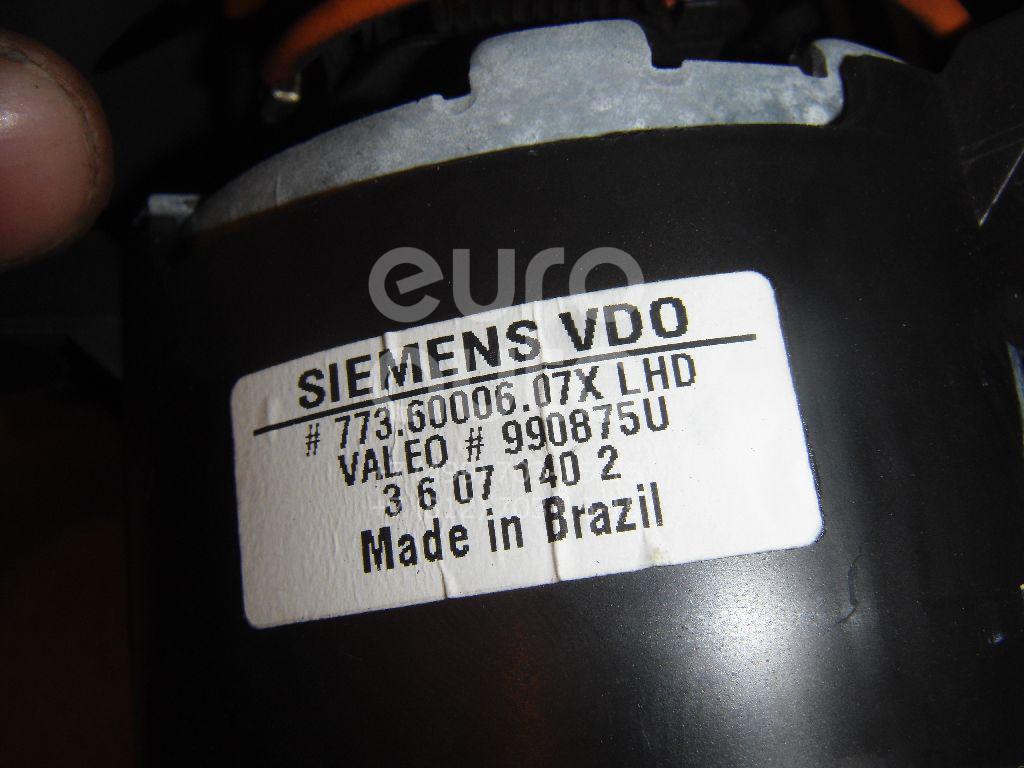 euro
SIEMENS VDO
# 773.60006.07X LHD
VALEO # 990875U
3 6 07 140 2
Made in Brazil